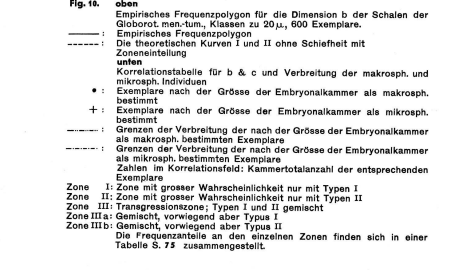 Fig. 10. oben
Empirisches Frequenzpolygon für die Dimension b der Schalen der
Globorot. men.-tum., Klassen zu 20µ, 600 Exemplare.
———— : Empirisches Frequenzpolygon
------ : Die theoretischen Kurven I und II ohne Schiefheit mit
Zoneneinteilung
unten
Korrelationstabelle für b & c und Verbreitung der makrosph. und
mikrosph. Individuen
• : Exemplare nach der Grösse der Embryonalkammer als makrosph.
bestimmt
+ : Exemplare nach der Grösse der Embryonalkammer als mikrosph.
bestimmt
—·—·— : Grenzen der Verbreitung der nach der Grösse der Embryonalkammer
als makrosph. bestimmten Exemplare
—··—··— : Grenzen der Verbreitung der nach der Grösse der Embryonalkammer
als mikrosph. bestimmten Exemplare
Zahlen im Korrelationsfeld: Kammertotalanzahl der entsprechenden
Exemplare
Zone I: Zone mit grosser Wahrscheinlichkeit nur mit Typen I
Zone II: Zone mit grosser Wahrscheinlichkeit nur mit Typen II
Zone III: Transgressionszone; Typen I und II gemischt
Zone IIIa: Gemischt, vorwiegend aber Typus I
Zone IIIb: Gemischt, vorwiegend aber Typus II
Die Frequenzanteile an den einzelnen Zonen finden sich in einer
Tabelle S. 75 zusammengestellt.